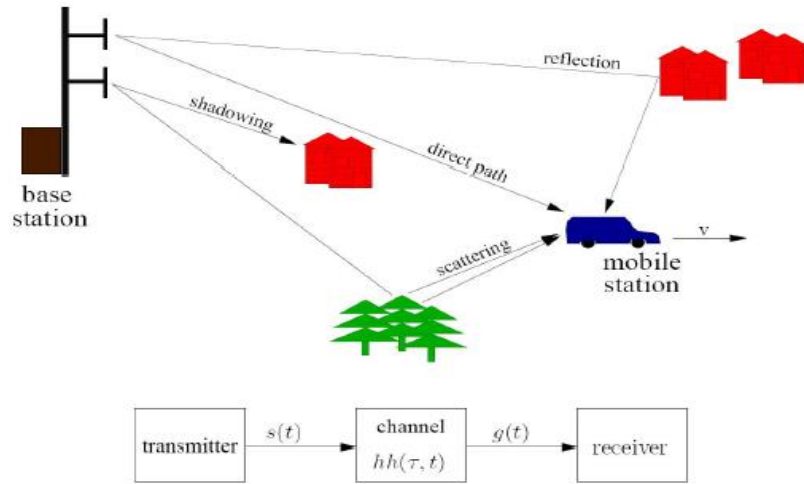 reflection
shadowing
direct path
base
station
v
scattering
mobile
station
transmitter
s(t)
channel
hh(τ, t)
g(t)
receiver